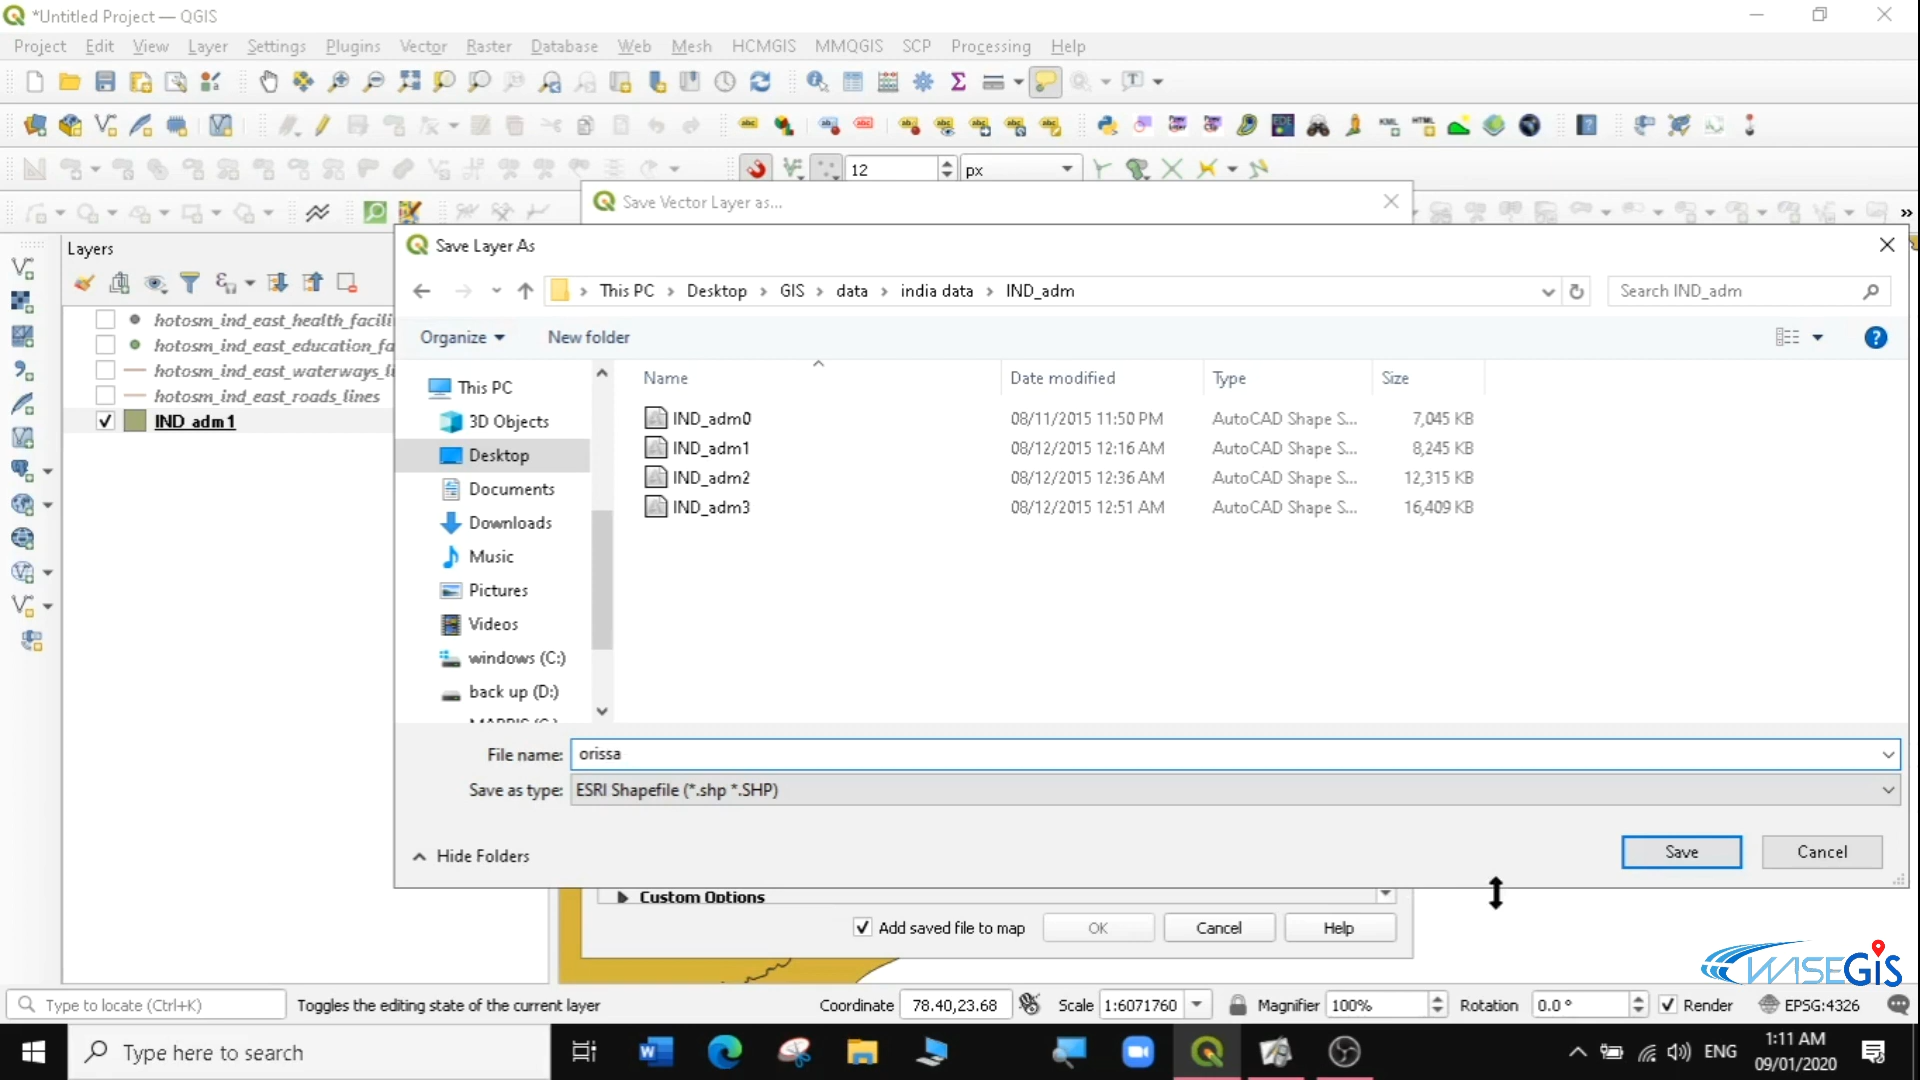 *Untitled Project — QGIS
Project Edit View Layer Settings Plugins Vector Raster Database Web Mesh HCMGIS MMQGIS SCP Processing Help
12 px
Save Vector Layer as...
Layers
Save Layer As
This PC > Desktop > GIS > data > india data > IND_adm
Search IND_adm
Organize New folder
hotosm_ind_east_health_facili
hotosm_ind_east_education_fa
hotosm_ind_east_waterways_li
hotosm_ind_east_roads_lines
IND_adm1
This PC
3D Objects
Desktop
Documents
Downloads
Music
Pictures
Videos
windows (C:)
back up (D:)
Name Date modified Type Size
IND_adm0 08/11/2015 11:50 PM AutoCAD Shape S... 7,045 KB
IND_adm1 08/12/2015 12:16 AM AutoCAD Shape S... 8,245 KB
IND_adm2 08/12/2015 12:36 AM AutoCAD Shape S... 12,315 KB
IND_adm3 08/12/2015 12:51 AM AutoCAD Shape S... 16,409 KB
File name: orissa
Save as type: ESRI Shapefile (*.shp *.SHP)
Hide Folders
Save Cancel
Custom Options
Add saved file to map OK Cancel Help
WISEGIS
Type to locate (Ctrl+K) Toggles the editing state of the current layer Coordinate 78.40,23.68 Scale 1:6071760 Magnifier 100% Rotation 0.0 ° Render EPSG:4326
Type here to search
ENG
1:11 AM
09/01/2020